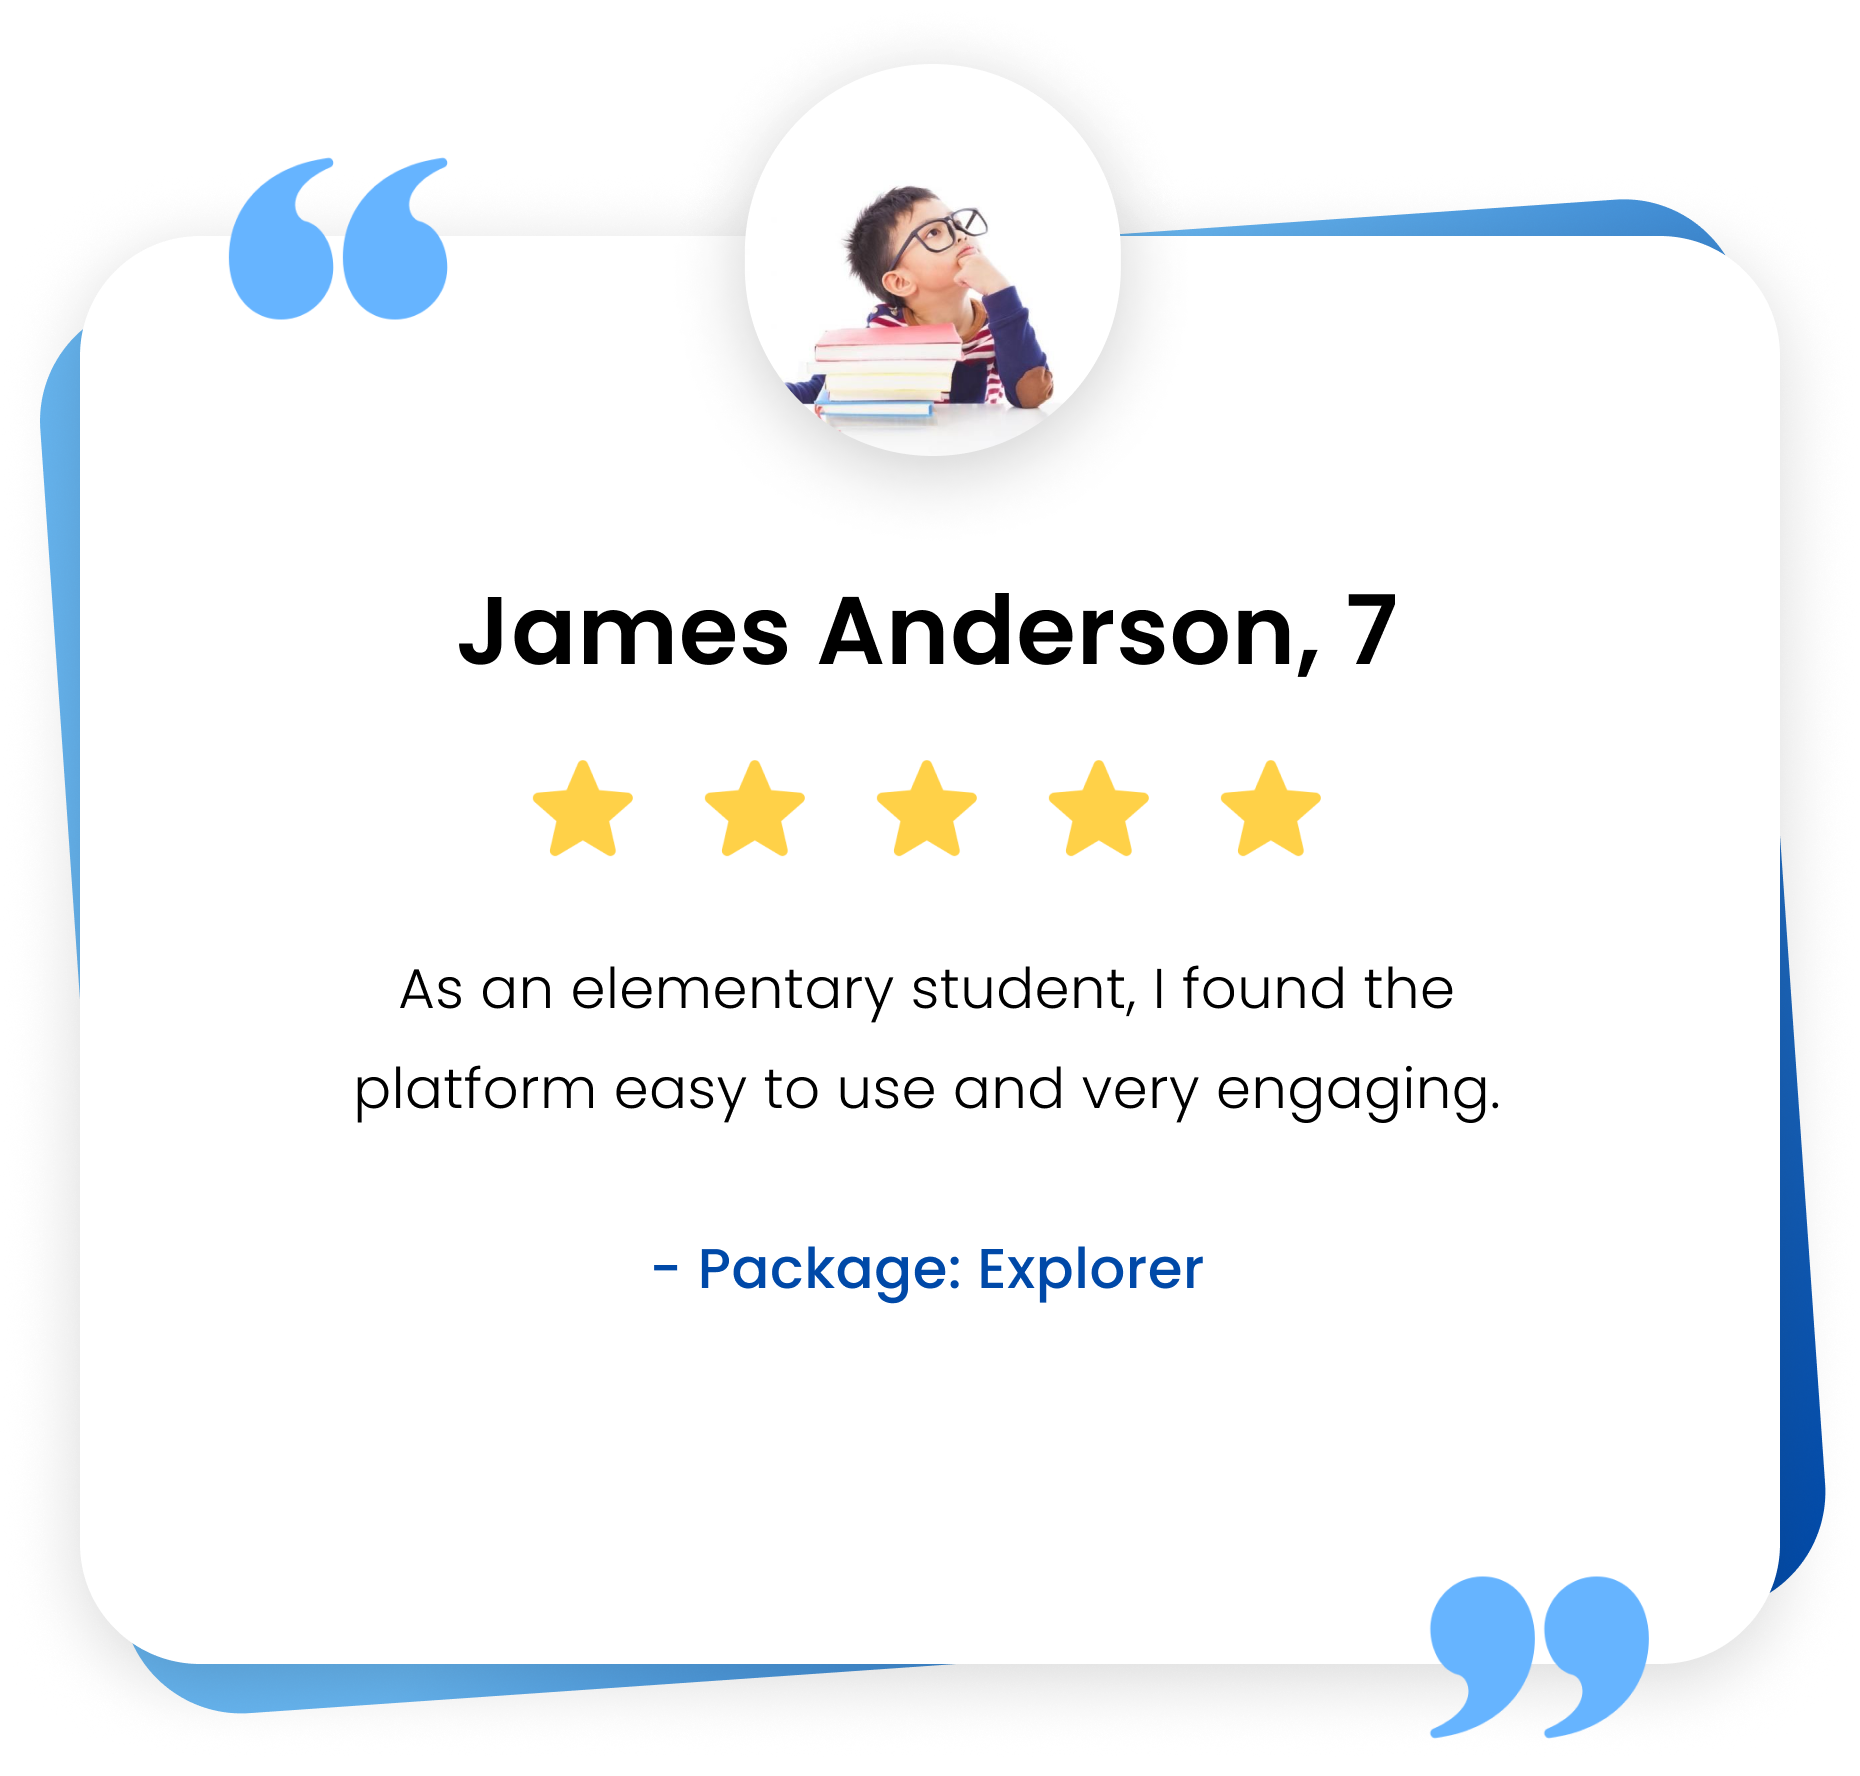 James Anderson, 7
As an elementary student, I found the
platform easy to use and very engaging.
- Package: Explorer